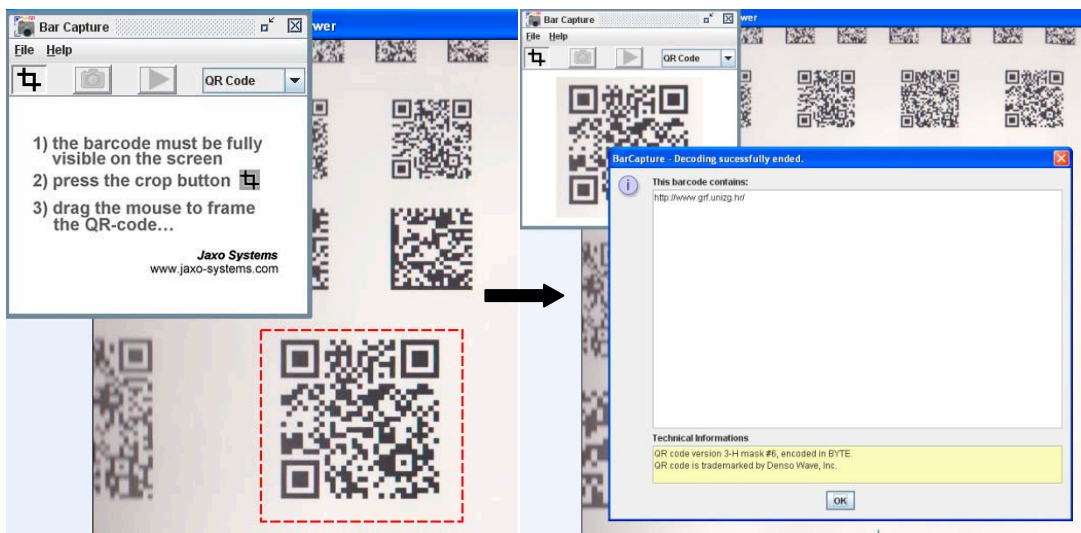 Bar Capture
wer
File Help
QR Code
1) the barcode must be fully
visible on the screen
2) press the crop button
3) drag the mouse to frame
the QR-code...
Jaxo Systems
www.jaxo-systems.com
Bar Capture
wer
File Help
QR Code
BarCapture - Decoding sucessfully ended.
This barcode contains:
http://www.grf.unizg.hr/
Technical Informations
QR code version 3-H mask #6, encoded in BYTE.
QR code is trademarked by Denso Wave, Inc.
OK